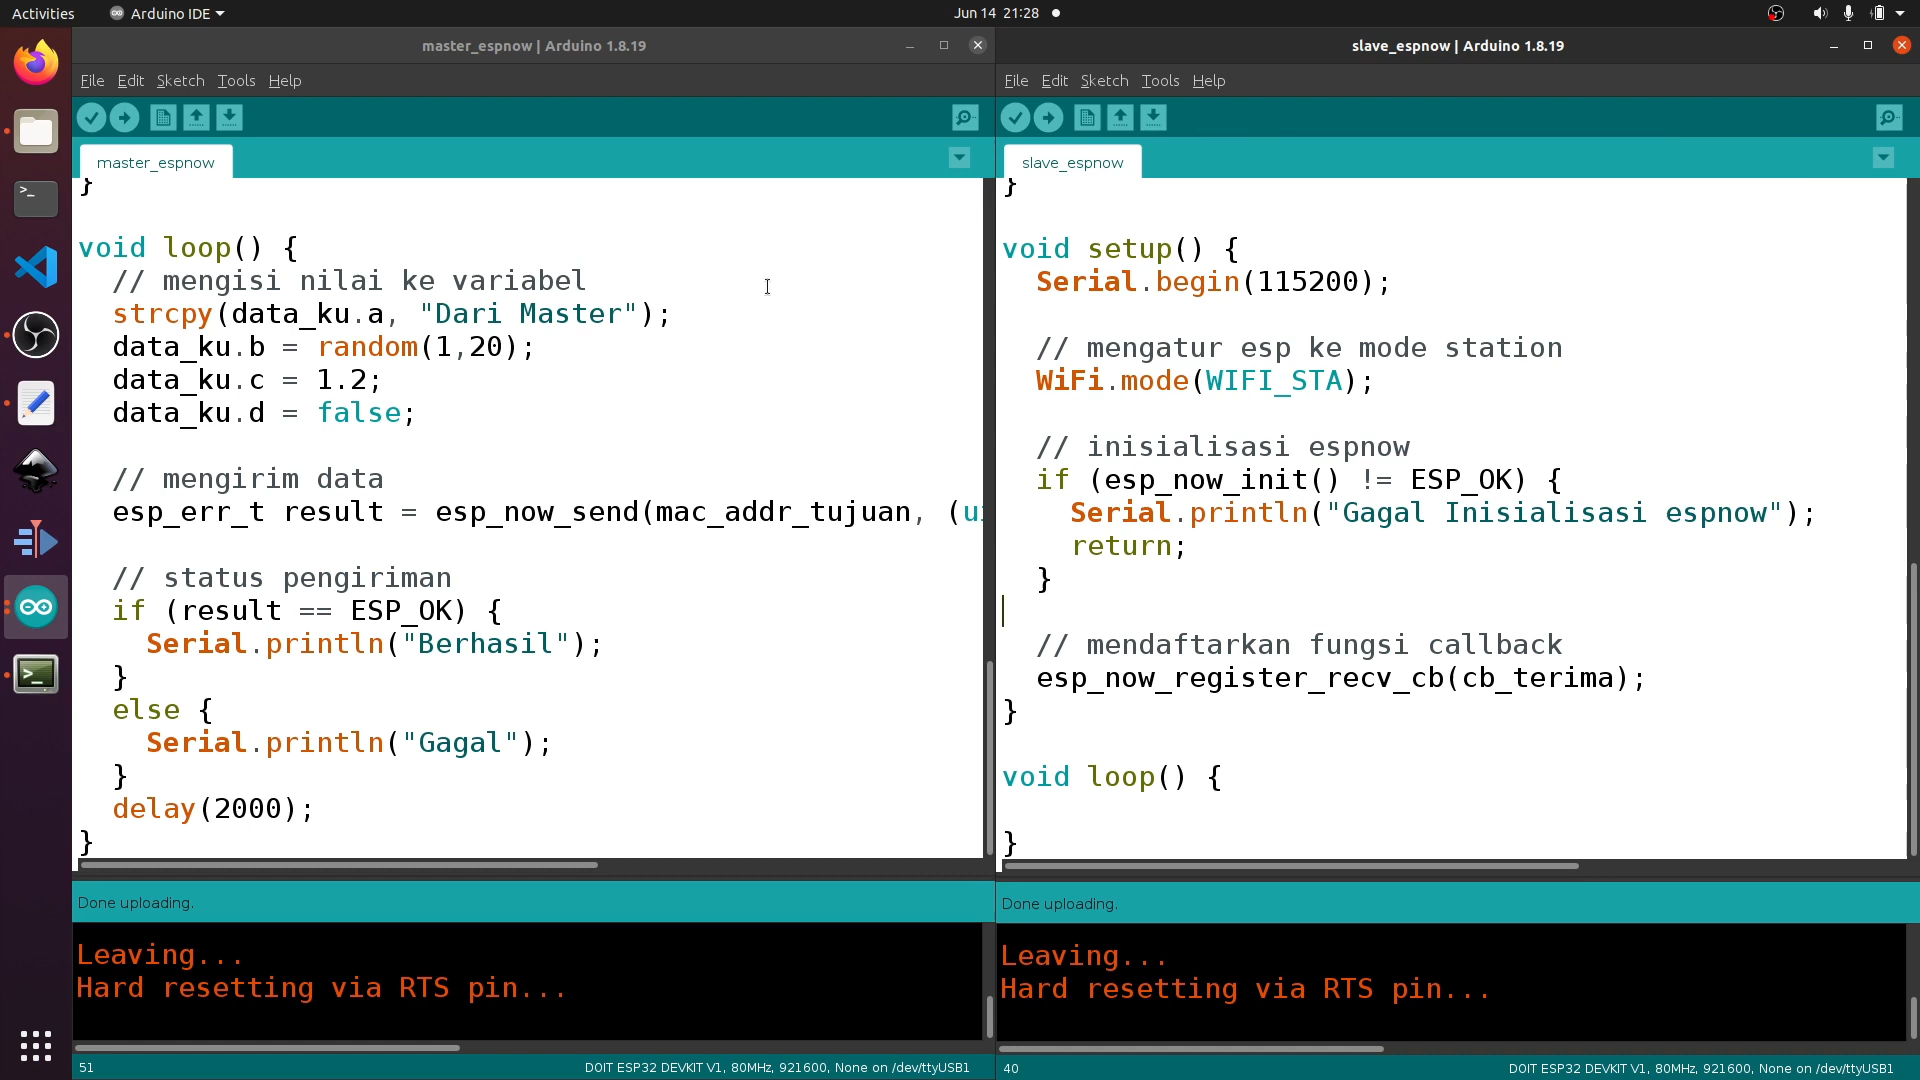 Activities
Arduino IDE
Jun 14 21:28
master_espnow | Arduino 1.8.19
File Edit Sketch Tools Help
master_espnow
}
void loop() {
// mengisi nilai ke variabel
strcpy(data_ku.a, "Dari Master");
data_ku.b = random(1,20);
data_ku.c = 1.2;
data_ku.d = false;
// mengirim data
esp_err_t result = esp_now_send(mac_addr_tujuan, (u
// status pengiriman
if (result == ESP_OK) {
Serial.println("Berhasil");
}
else {
Serial.println("Gagal");
}
delay(2000);
}
Done uploading.
Leaving...
Hard resetting via RTS pin...
51
DOIT ESP32 DEVKIT V1, 80MHz, 921600, None on /dev/ttyUSB1
slave_espnow | Arduino 1.8.19
File Edit Sketch Tools Help
slave_espnow
}
void setup() {
Serial.begin(115200);
// mengatur esp ke mode station
WiFi.mode(WIFI_STA);
// inisialisasi espnow
if (esp_now_init() != ESP_OK) {
Serial.println("Gagal Inisialisasi espnow");
return;
}
// mendaftarkan fungsi callback
esp_now_register_recv_cb(cb_terima);
}
void loop() {
}
Done uploading.
Leaving...
Hard resetting via RTS pin...
40
DOIT ESP32 DEVKIT V1, 80MHz, 921600, None on /dev/ttyUSB1